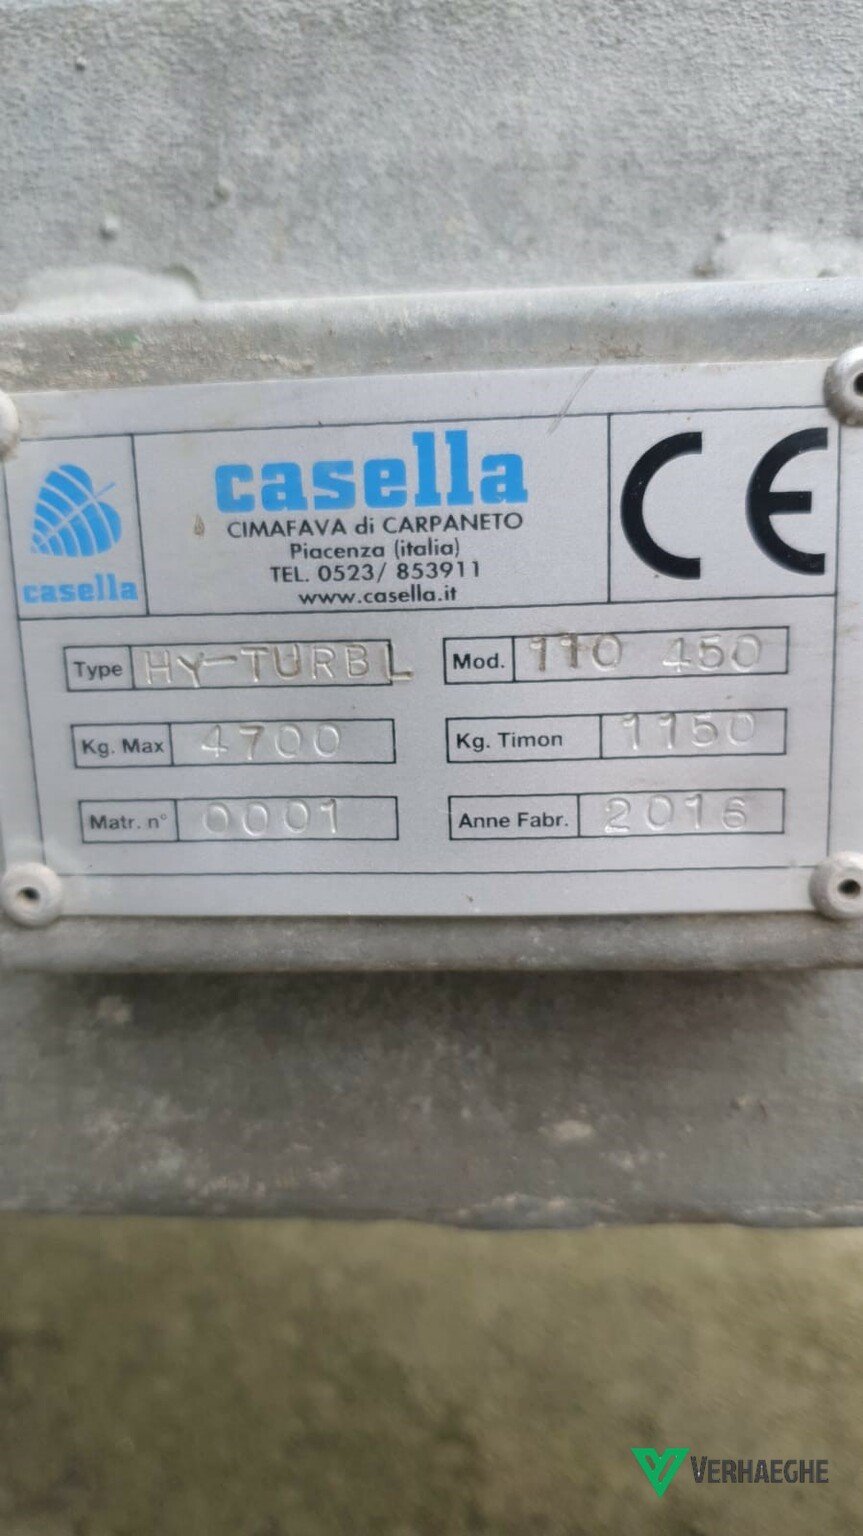 casella
casella
CIMAFAVA di CARPANETO
Piacenza (italia)
TEL. 0523/ 853911
www.casella.it
CE
Type HY-TURBL
Mod. 110 450
Kg. Max 4700
Kg. Timon 1150
Matr. n° 0001
Anne Fabr. 2016
VERHAEGHE